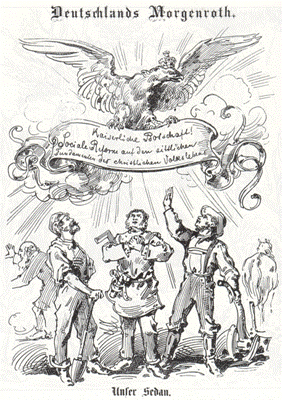 Deutschlands Morgenroth.
Kaiserliche Botschaft!
Sociale Reform auf den sittlichen
Fundamenten des christlichen Volkslebens
Unser Sedan.